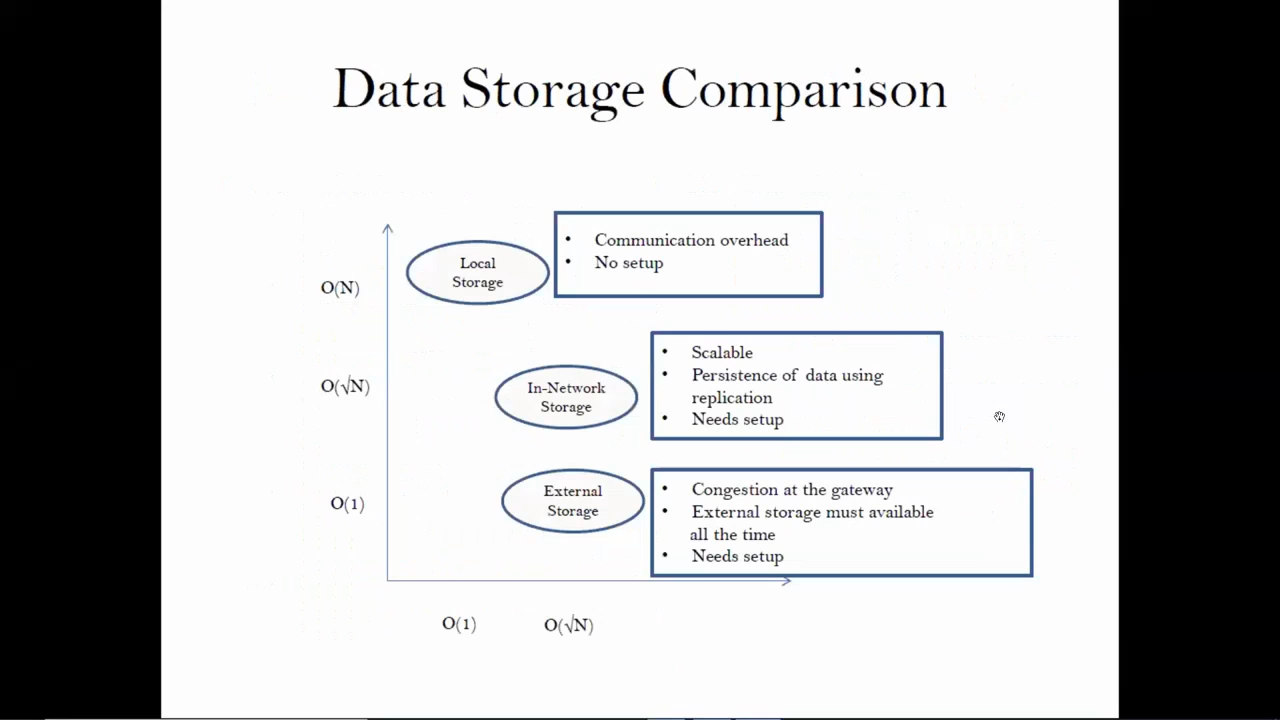 Data Storage Comparison
• Communication overhead
• No setup
Local
Storage
O(N)
• Scalable
• Persistence of data using
replication
• Needs setup
In-Network
Storage
O(√N)
• Congestion at the gateway
• External storage must available
all the time
• Needs setup
External
Storage
O(1)
O(1)
O(√N)